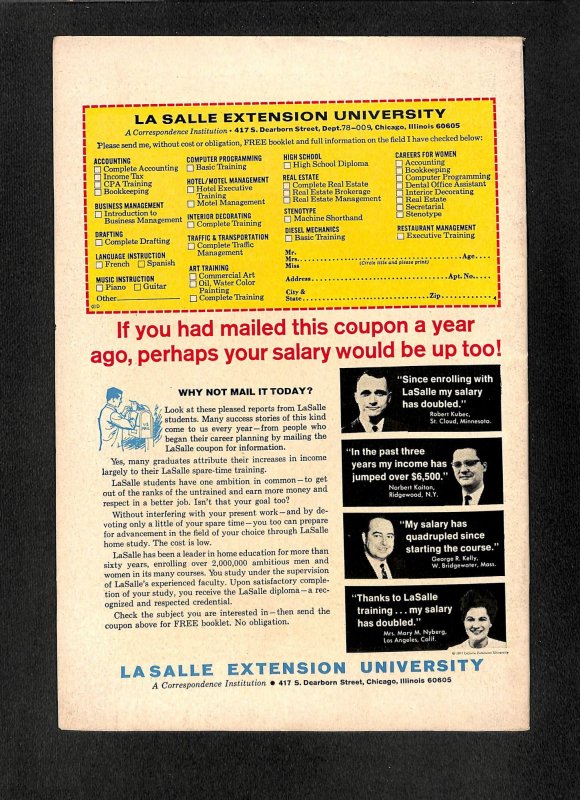 LA SALLE EXTENSION UNIVERSITY
A Correspondence Institution • 417 S. Dearborn Street, Dept. 78-009, Chicago, Illinois 60605
Please send me, without cost or obligation, FREE booklet and full information on the field I have checked below:
ACCOUNTING
Complete Accounting
Income Tax
CPA Training
Bookkeeping
BUSINESS MANAGEMENT
Introduction to
Business Management
DRAFTING
Complete Drafting
LANGUAGE INSTRUCTION
French Spanish
MUSIC INSTRUCTION
Piano Guitar
Other
COMPUTER PROGRAMMING
Basic Training
HOTEL/MOTEL MANAGEMENT
Hotel Executive
Training
Motel Management
INTERIOR DECORATING
Complete Training
TRAFFIC & TRANSPORTATION
Complete Traffic
Management
ART TRAINING
Commercial Art
Oil, Water Color
Painting
Complete Training
HIGH SCHOOL
High School Diploma
REAL ESTATE
Complete Real Estate
Real Estate Brokerage
Real Estate Management
STENOTYPE
Machine Shorthand
DIESEL MECHANICS
Basic Training
CAREERS FOR WOMEN
Accounting
Bookkeeping
Computer Programming
Dental Office Assistant
Interior Decorating
Real Estate
Secretarial
Stenotype
RESTAURANT MANAGEMENT
Executive Training
Mr.
Mrs. Age
Miss (Circle title and please print)
Address Apt. No.
City &
State Zip
If you had mailed this coupon a year
ago, perhaps your salary would be up too!
WHY NOT MAIL IT TODAY?
Look at these pleased reports from LaSalle
students. Many success stories of this kind
come to us every year—from people who
began their career planning by mailing the
LaSalle coupon for information.
Yes, many graduates attribute their increases in income
largely to their LaSalle spare-time training.
LaSalle students have one ambition in common—to get
out of the ranks of the untrained and earn more money and
respect in a better job. Isn't that your goal too?
Without interfering with your present work—and by de-
voting only a little of your spare time—you too can prepare
for advancement in the field of your choice through LaSalle
home study. The cost is low.
LaSalle has been a leader in home education for more than
sixty years, enrolling over 2,000,000 ambitious men and
women in its many courses. You study under the supervision
of LaSalle's experienced faculty. Upon satisfactory comple-
tion of your study, you receive the LaSalle diploma—a rec-
ognized and respected credential.
Check the subject you are interested in—then send the
coupon above for FREE booklet. No obligation.
"Since enrolling with
LaSalle my salary
has doubled."
Robert Kubec,
St. Cloud, Minnesota.
"In the past three
years my income has
jumped over $6,500."
Norbert Kaiton,
Ridgewood, N.Y.
"My salary has
quadrupled since
starting the course."
George R. Kelly,
W. Bridgewater, Mass.
"Thanks to LaSalle
training . . . my salary
has doubled."
Mrs. Mary M. Nyberg,
Los Angeles, Calif.
LASALLE EXTENSION UNIVERSITY
A Correspondence Institution • 417 S. Dearborn Street, Chicago, Illinois 60605